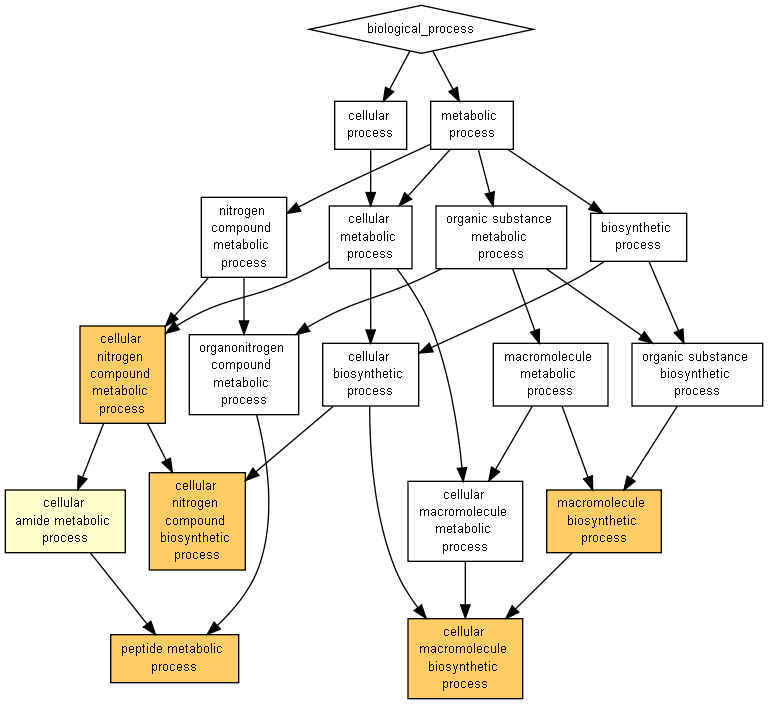 biological_process
cellular
process
metabolic
process
nitrogen
compound
metabolic
process
cellular
metabolic
process
organic substance
metabolic
process
biosynthetic
process
cellular
nitrogen
compound
metabolic
process
organonitrogen
compound
metabolic
process
cellular
biosynthetic
process
macromolecule
metabolic
process
organic substance
biosynthetic
process
cellular
amide metabolic
process
cellular
nitrogen
compound
biosynthetic
process
cellular
macromolecule
metabolic
process
macromolecule
biosynthetic
process
peptide metabolic
process
cellular
macromolecule
biosynthetic
process